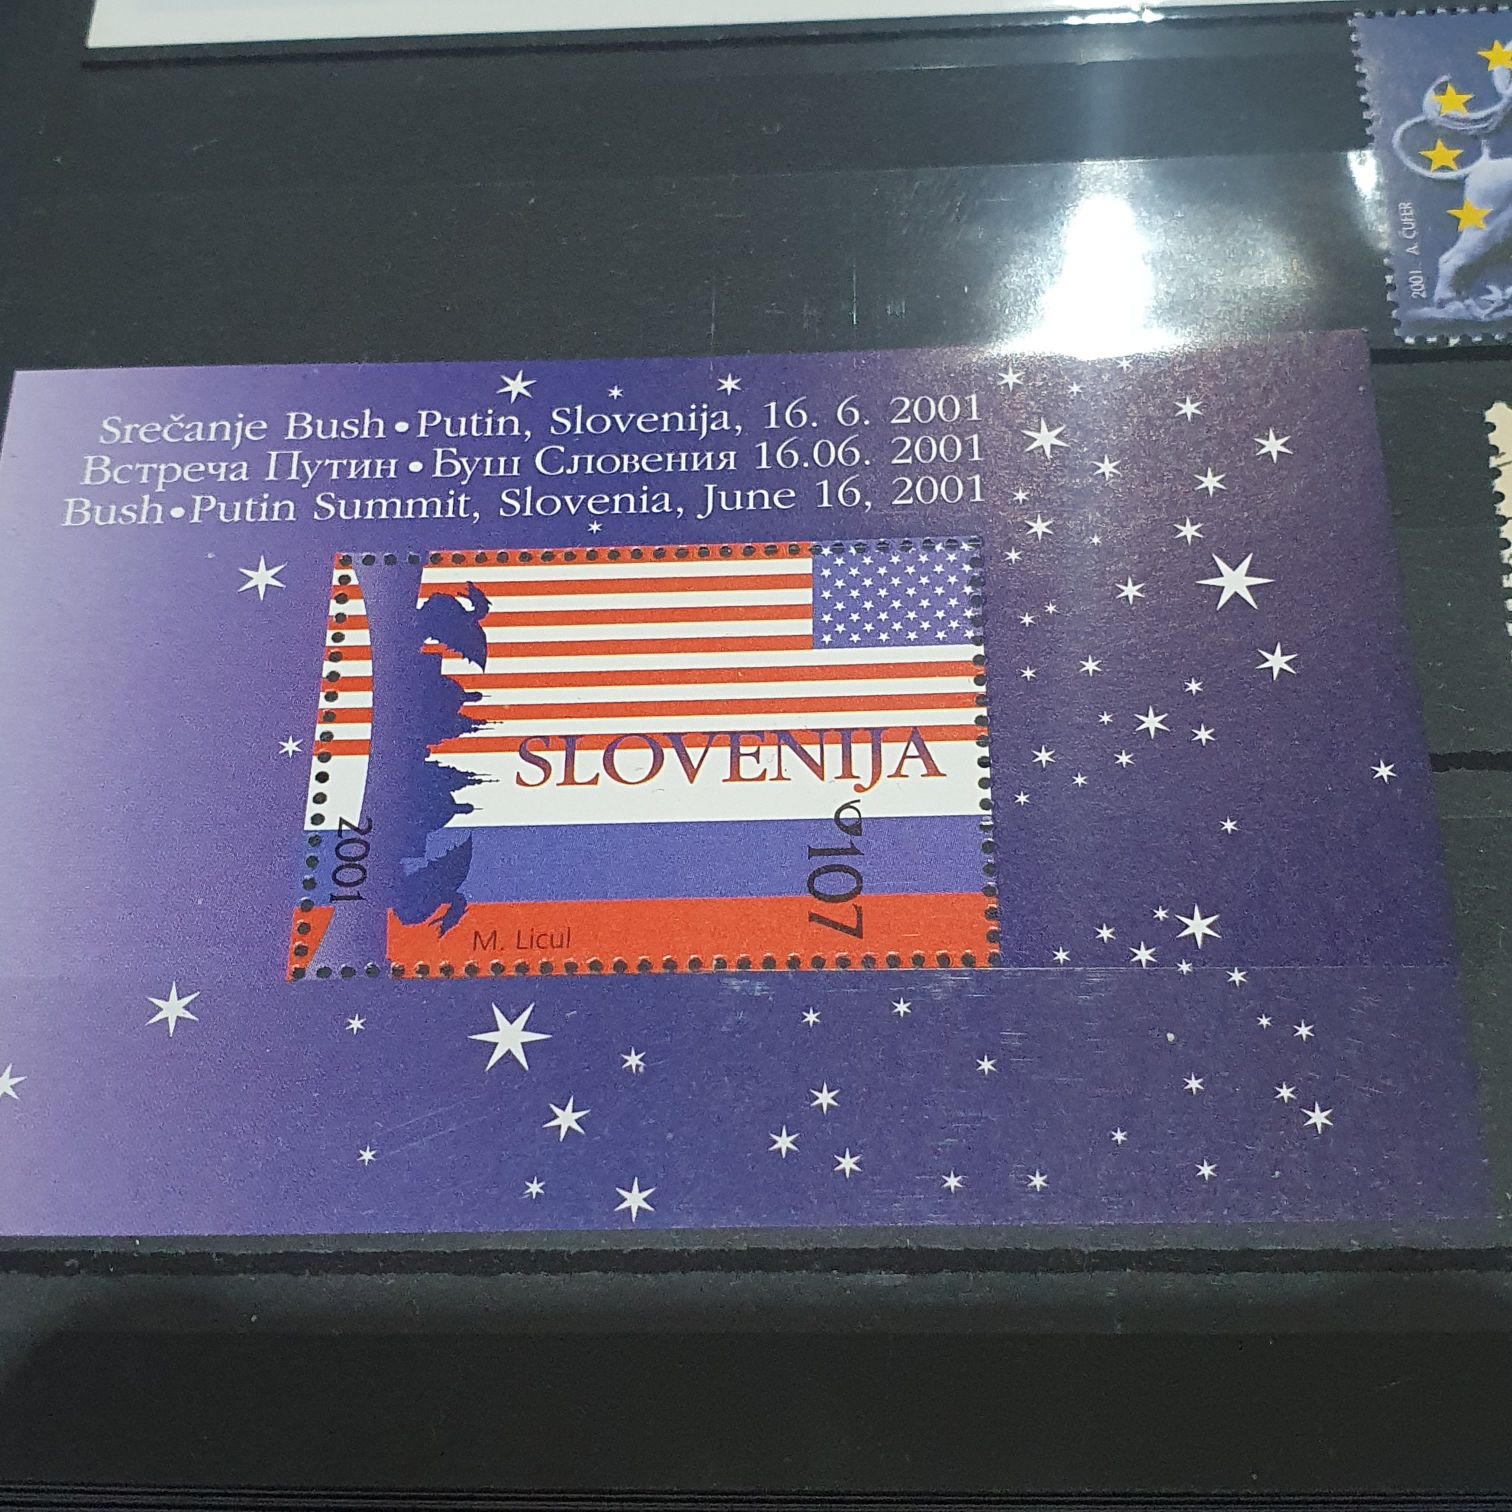 Srečanje Bush • Putin, Slovenija, 16. 6. 2001
Встреча Путин • Буш Словения 16.06. 2001
Bush • Putin Summit, Slovenia, June 16, 2001
SLOVENIJA
107
2001
M. Licul
2001 A. ČUFER